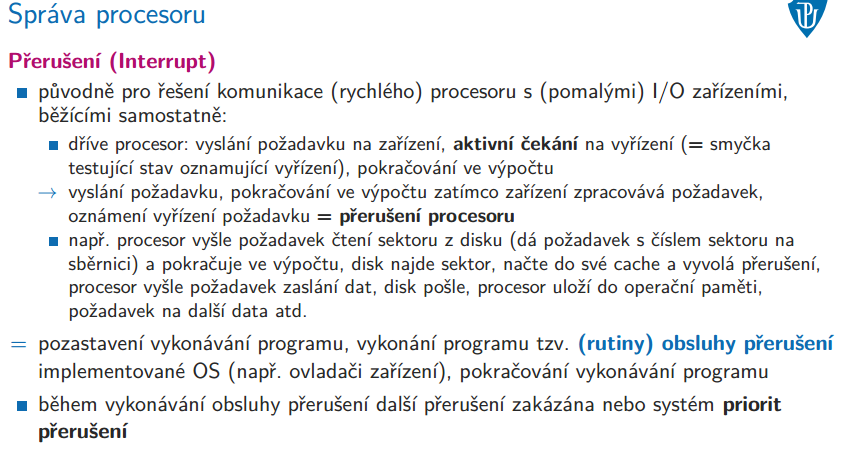 Správa procesoru
Přerušení (Interrupt)
■ původně pro řešení komunikace (rychlého) procesoru s (pomalými) I/O zařízeními,
běžícími samostatně:
■ dříve procesor: vyslání požadavku na zařízení, aktivní čekání na vyřízení (= smyčka
testující stav oznamující vyřízení), pokračování ve výpočtu
→ vyslání požadavku, pokračování ve výpočtu zatímco zařízení zpracovává požadavek,
oznámení vyřízení požadavku = přerušení procesoru
■ např. procesor vyšle požadavek čtení sektoru z disku (dá požadavek s číslem sektoru na
sběrnici) a pokračuje ve výpočtu, disk najde sektor, načte do své cache a vyvolá přerušení,
procesor vyšle požadavek zaslání dat, disk pošle, procesor uloží do operační paměti,
požadavek na další data atd.
= pozastavení vykonávání programu, vykonání programu tzv. (rutiny) obsluhy přerušení
implementované OS (např. ovladači zařízení), pokračování vykonávání programu
■ během vykonávání obsluhy přerušení další přerušení zakázána nebo systém priorit
přerušení